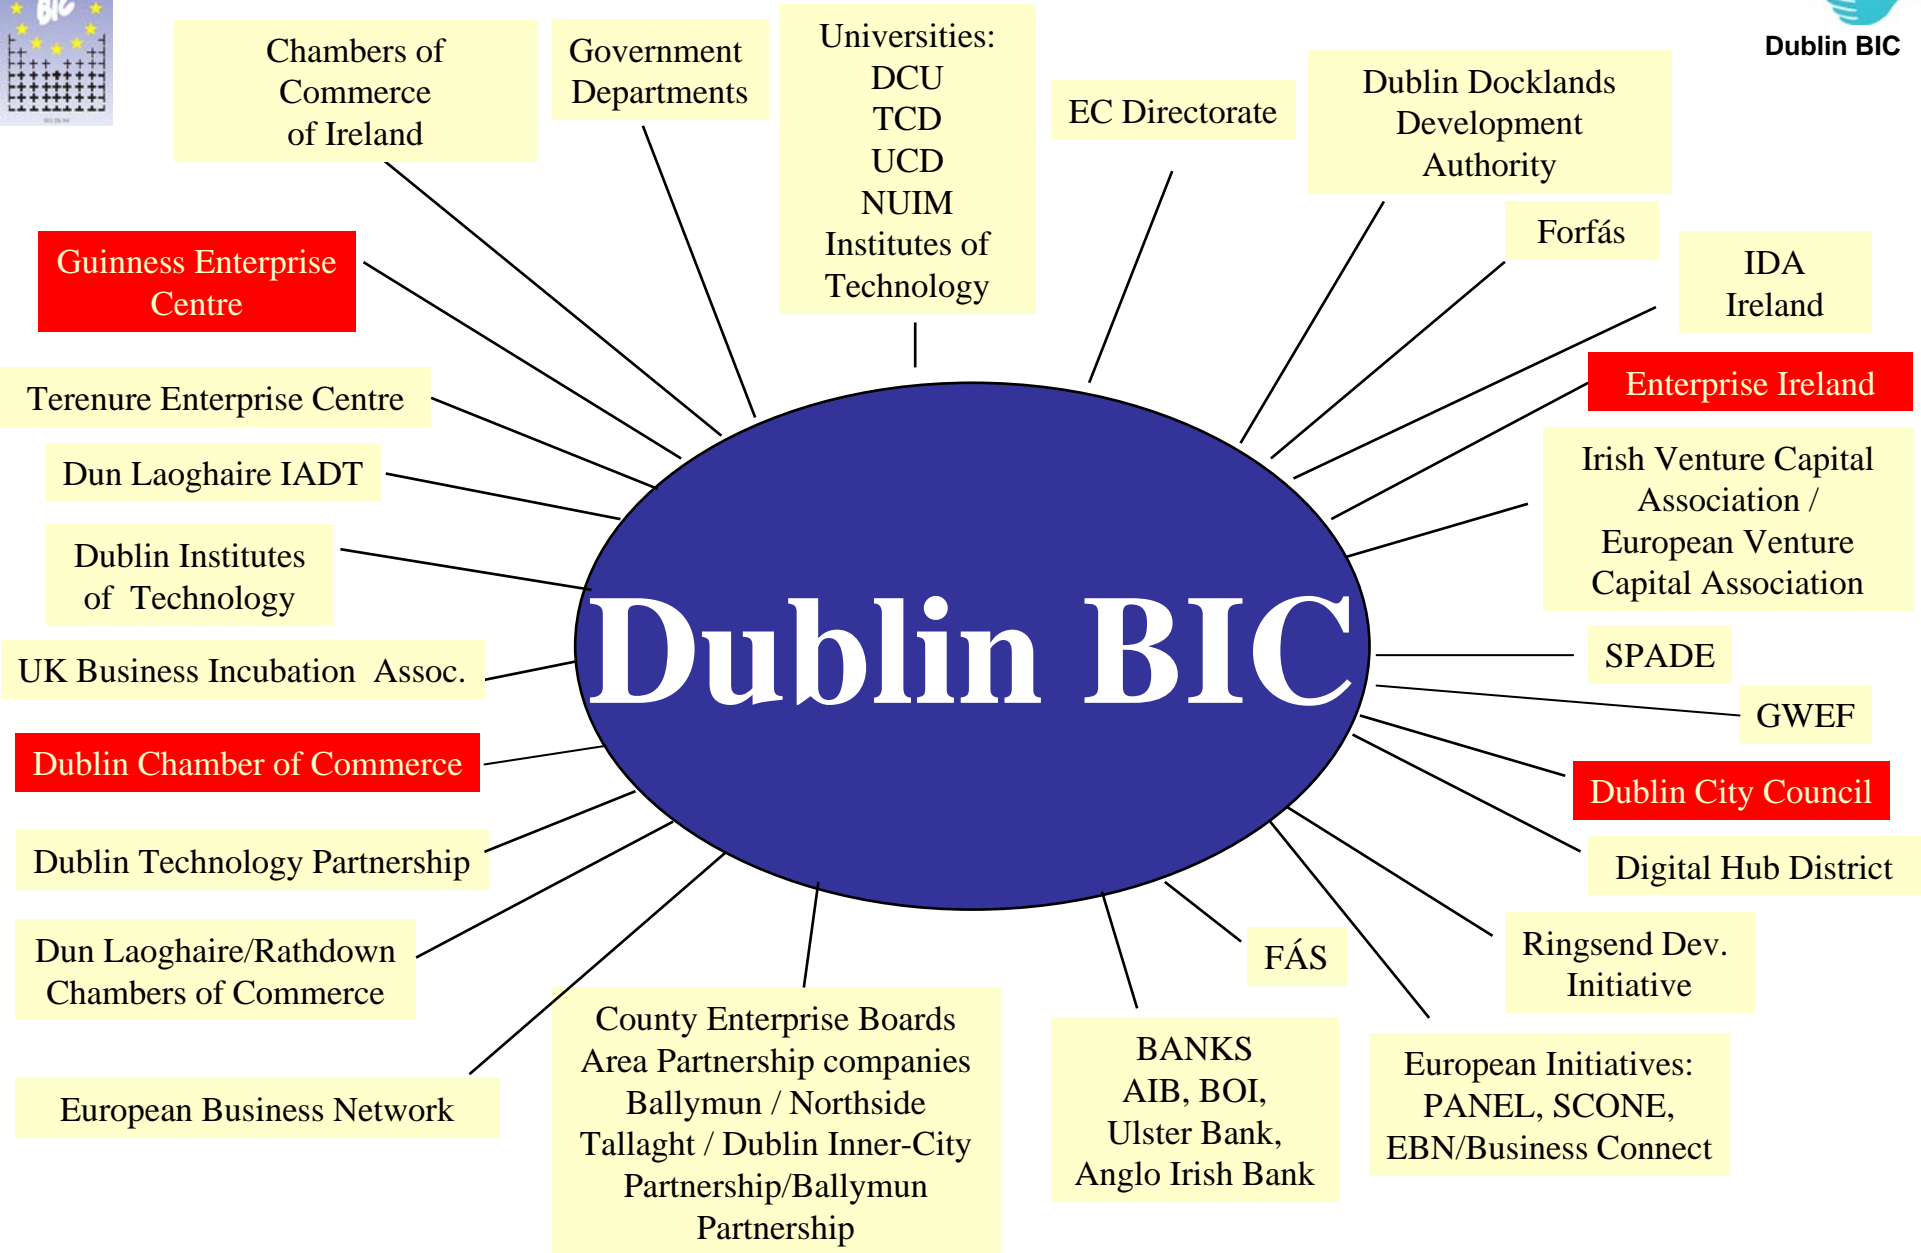 BIC
Dublin BIC
Chambers of
Commerce
of Ireland
Government
Departments
Universities:
DCU
TCD
UCD
NUIM
Institutes of
Technology
EC Directorate
Dublin Docklands
Development
Authority
Forfás
IDA
Ireland
Guinness Enterprise
Centre
Enterprise Ireland
Terenure Enterprise Centre
Irish Venture Capital
Association /
European Venture
Capital Association
Dun Laoghaire IADT
Dublin Institutes
of Technology
Dublin BIC
UK Business Incubation Assoc.
SPADE
GWEF
Dublin Chamber of Commerce
Dublin City Council
Dublin Technology Partnership
Digital Hub District
Dun Laoghaire/Rathdown
Chambers of Commerce
FÁS
Ringsend Dev.
Initiative
European Business Network
County Enterprise Boards
Area Partnership companies
Ballymun / Northside
Tallaght / Dublin Inner-City
Partnership/Ballymun
Partnership
BANKS
AIB, BOI,
Ulster Bank,
Anglo Irish Bank
European Initiatives:
PANEL, SCONE,
EBN/Business Connect